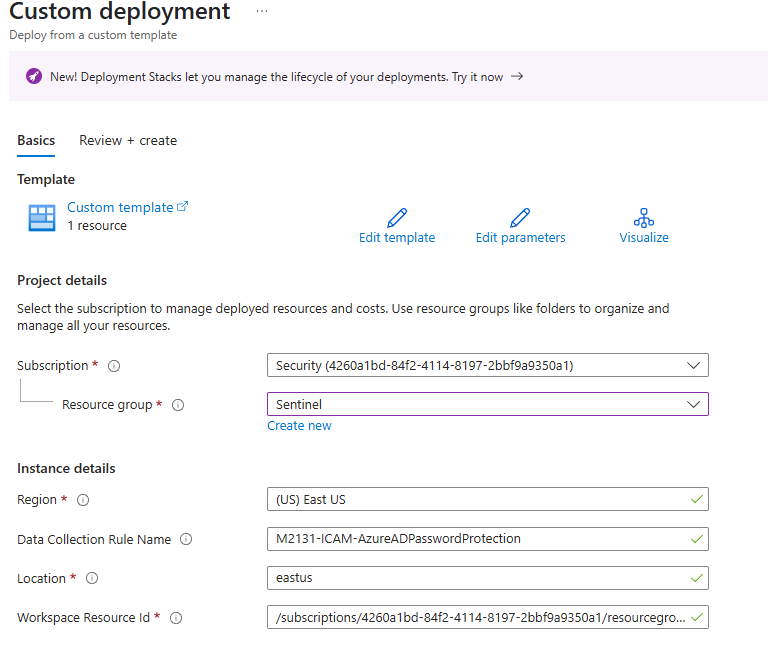 Custom deployment ...
Deploy from a custom template
New! Deployment Stacks let you manage the lifecycle of your deployments. Try it now →
Basics Review + create
Template
Custom template
1 resource
Edit template Edit parameters Visualize
Project details
Select the subscription to manage deployed resources and costs. Use resource groups like folders to organize and
manage all your resources.
Subscription * Security (4260a1bd-84f2-4114-8197-2bbf9a9350a1)
Resource group * Sentinel
Create new
Instance details
Region * (US) East US
Data Collection Rule Name M2131-ICAM-AzureADPasswordProtection
Location * eastus
Workspace Resource Id * /subscriptions/4260a1bd-84f2-4114-8197-2bbf9a9350a1/resourcegro...